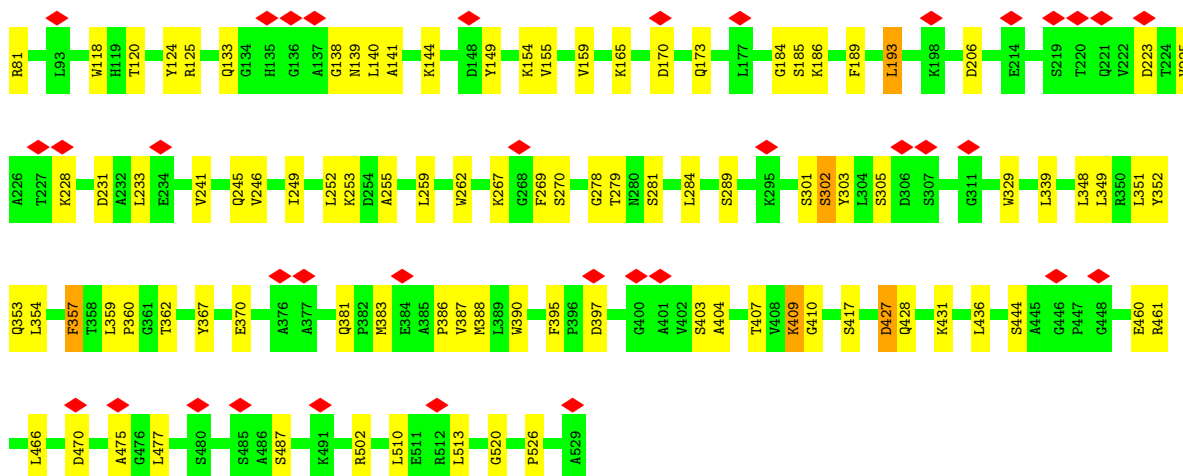 R81 L93 W118 H119 T120 Y124 R125 Q133 G134 H135 G136 A137 G138 N139 L140 A141 K144 D148 Y149 K154 V155 V159 K165 D170 Q173 L177 G184 S185 K186 F189 L193 K198 D206 E214 S219 T220 Q221 V222 D223 T224
A226 T227 K228 D231 A232 L233 E234 V241 Q245 V246 I249 L252 K253 D254 A255 L259 W262 K267 G268 F269 S270 G278 T279 N280 S281 L284 S289 K295 S301 S302 Y303 L304 S305 D306 S307 G311 W329 L339 L348 L349 R350 L351 Y352
Q353 L354 F357 T358 L359 P360 G361 T362 Y367 E370 A376 A377 Q381 P382 M383 E384 A385 P386 V387 M388 L389 W390 F395 P396 D397 G400 A401 V402 S403 A404 T407 V408 K409 G410 S417 D427 Q428 K431 L436 S444 A445 G446 P447 G448 E460 R461
L466 D470 A475 G476 L477 S480 S485 A486 S487 K491 R502 L510 E511 R512 L513 G520 P526 A529